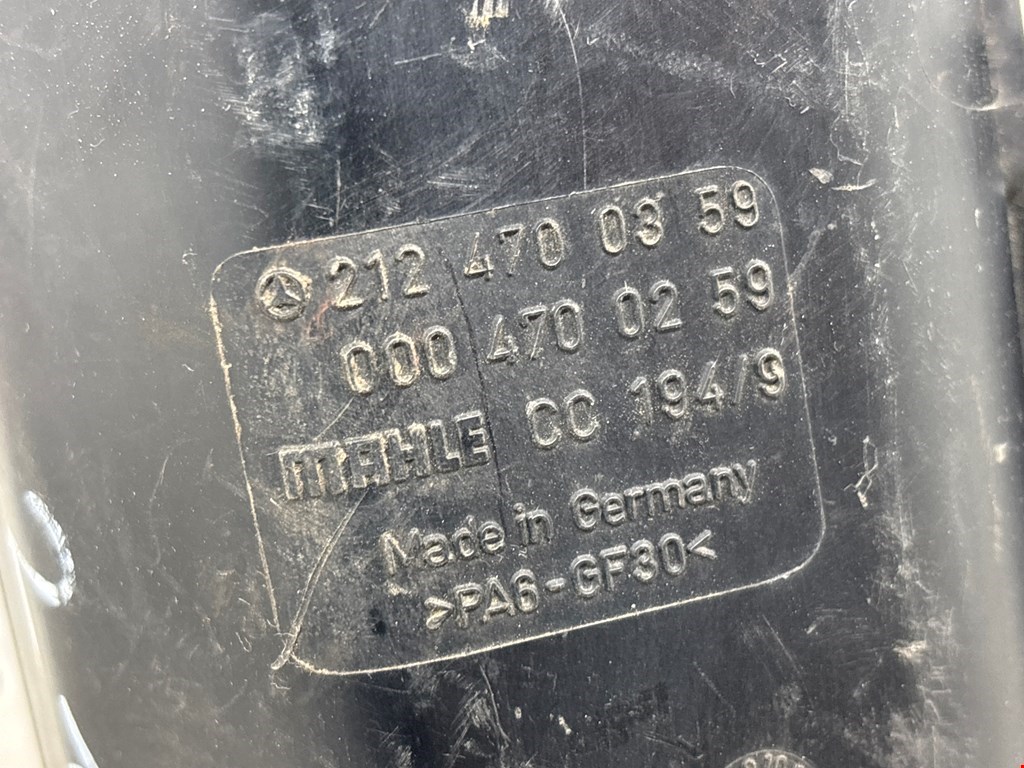 212 470 03 59
000 470 02 59
MAHLE CC 194/9
Made in Germany
>PA6-GF30<